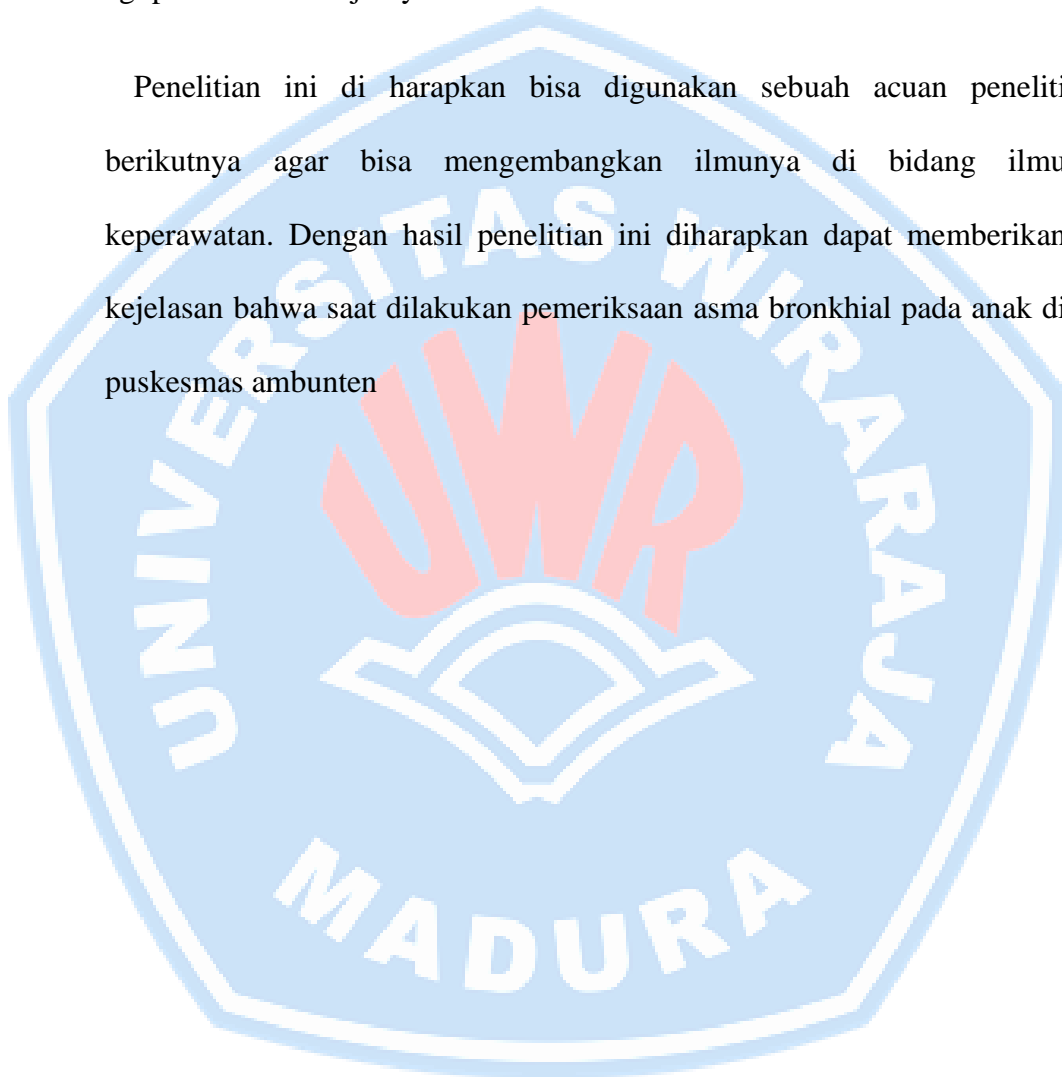 Penelitian ini di harapkan bisa digunakan sebuah acuan peneliti
berikutnya agar bisa mengembangkan ilmunya di bidang ilmu
keperawatan. Dengan hasil penelitian ini diharapkan dapat memberikan
kejelasan bahwa saat dilakukan pemeriksaan asma bronkhial pada anak di
puskesmas ambunten
UNIVERSITAS WIRARAJA
UWR
MADURA